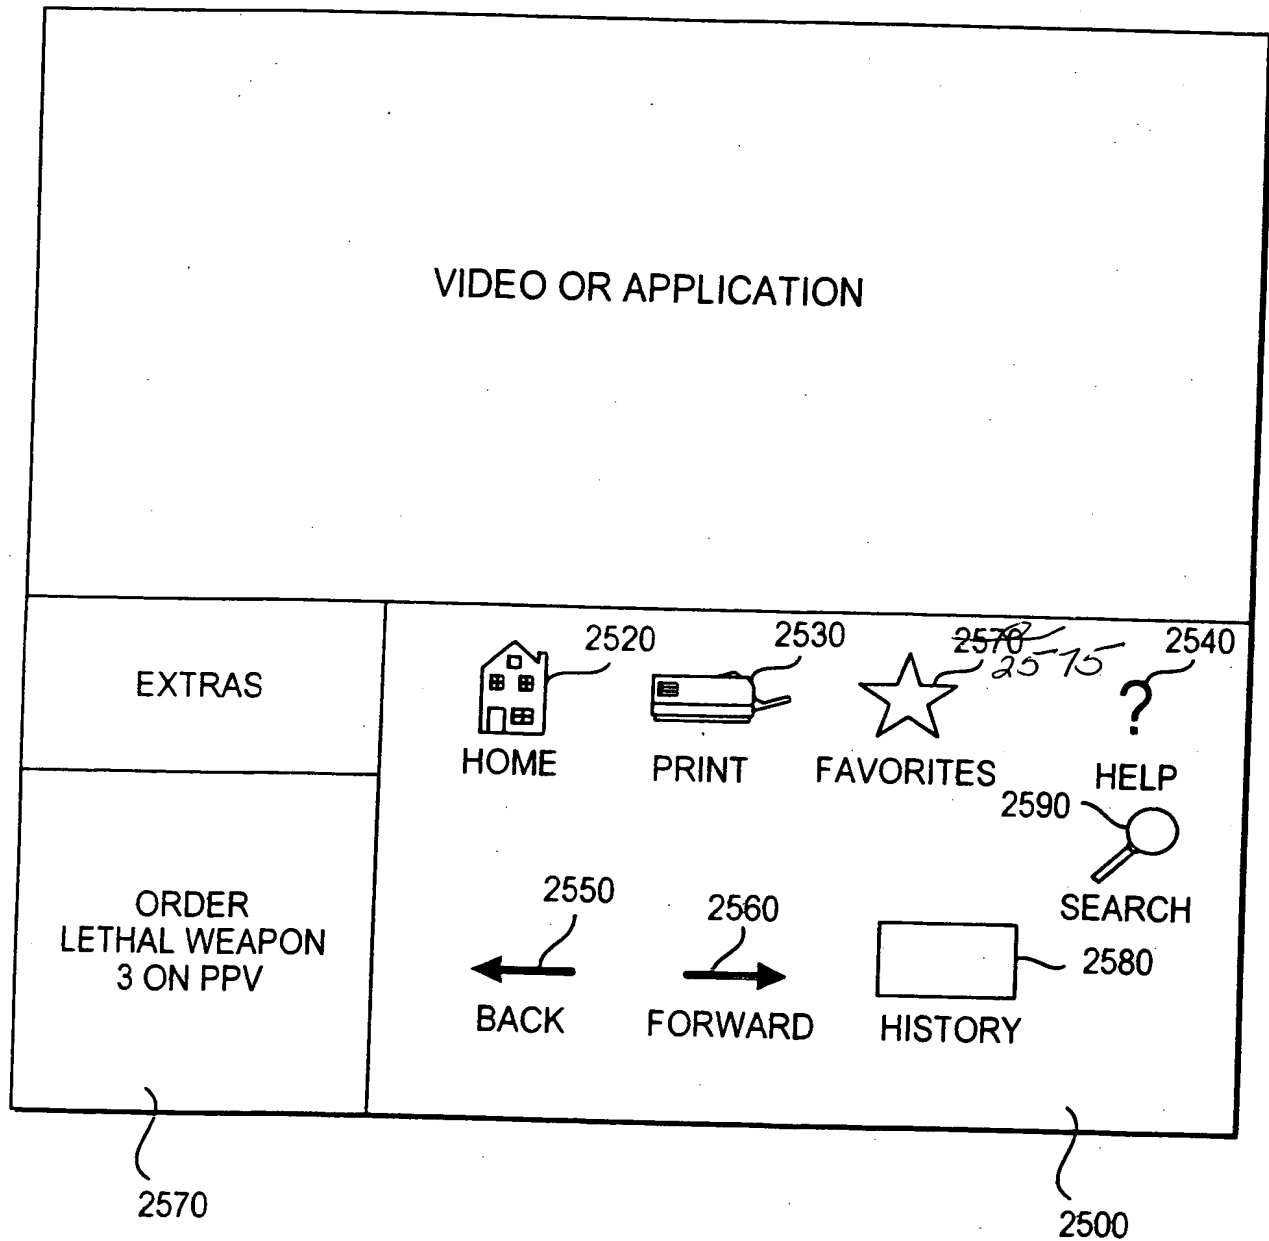 VIDEO OR APPLICATION
EXTRAS
2520
2530
2570
2575
2540
HOME
PRINT
FAVORITES
HELP
2590
SEARCH
ORDER
LETHAL WEAPON
3 ON PPV
2550
2560
2580
BACK
FORWARD
HISTORY
2570
2500